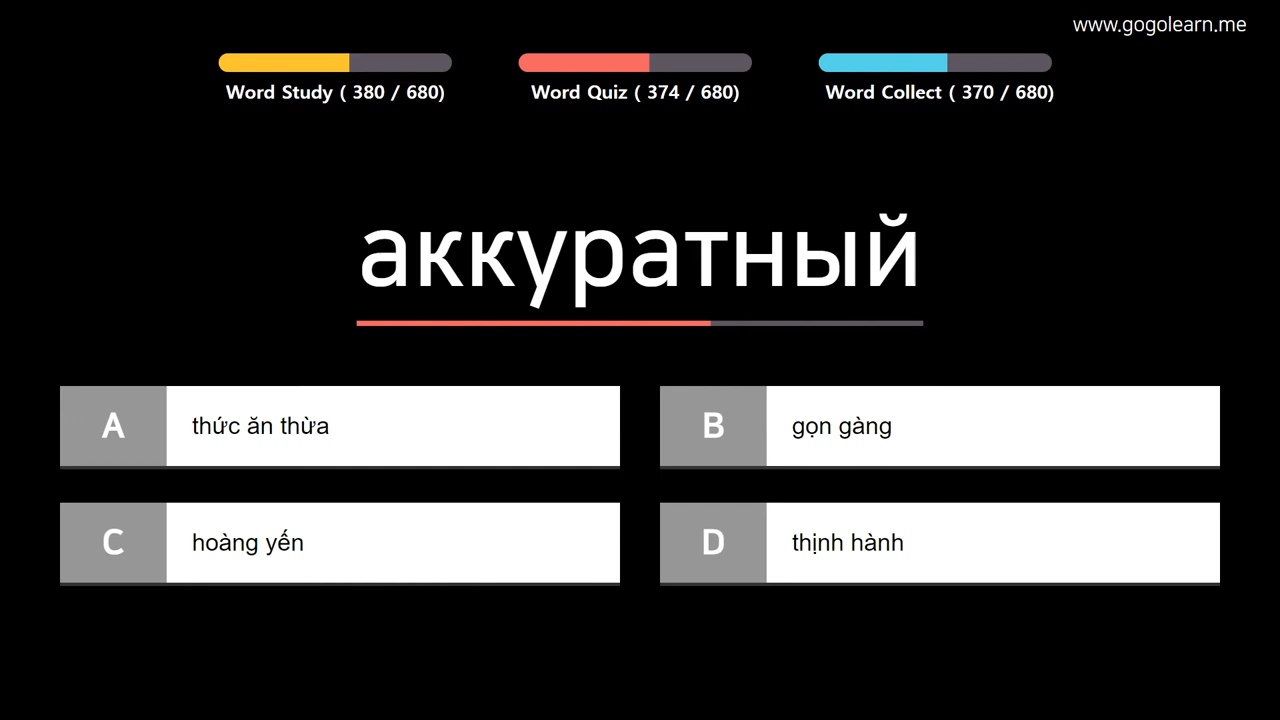 www.gogolearn.me
Word Study ( 380 / 680)
Word Quiz ( 374 / 680)
Word Collect ( 370 / 680)
аккуратный
A thức ăn thừa
B gọn gàng
C hoàng yến
D thịnh hành